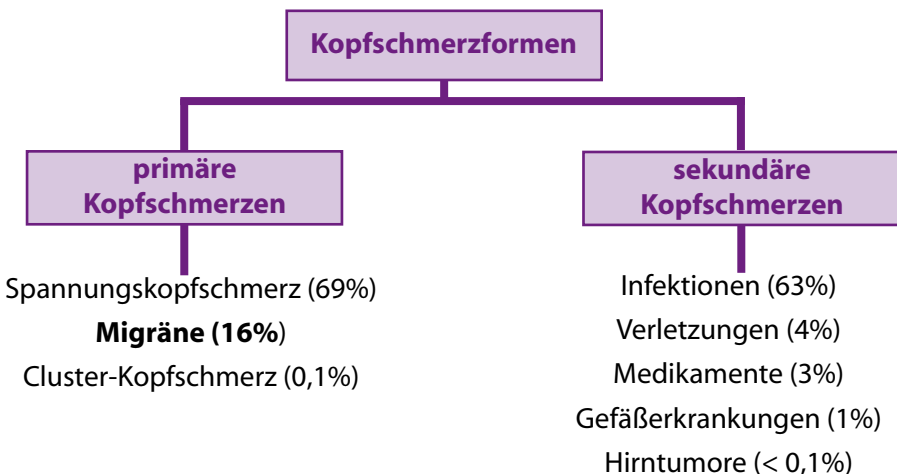 Kopfschmerzformen
primäre
Kopfschmerzen
Spannungskopfschmerz (69%)
Migräne (16%)
Cluster-Kopfschmerz (0,1%)
sekundäre
Kopfschmerzen
Infektionen (63%)
Verletzungen (4%)
Medikamente (3%)
Gefäßerkrankungen (1%)
Hirntumore (< 0,1%)